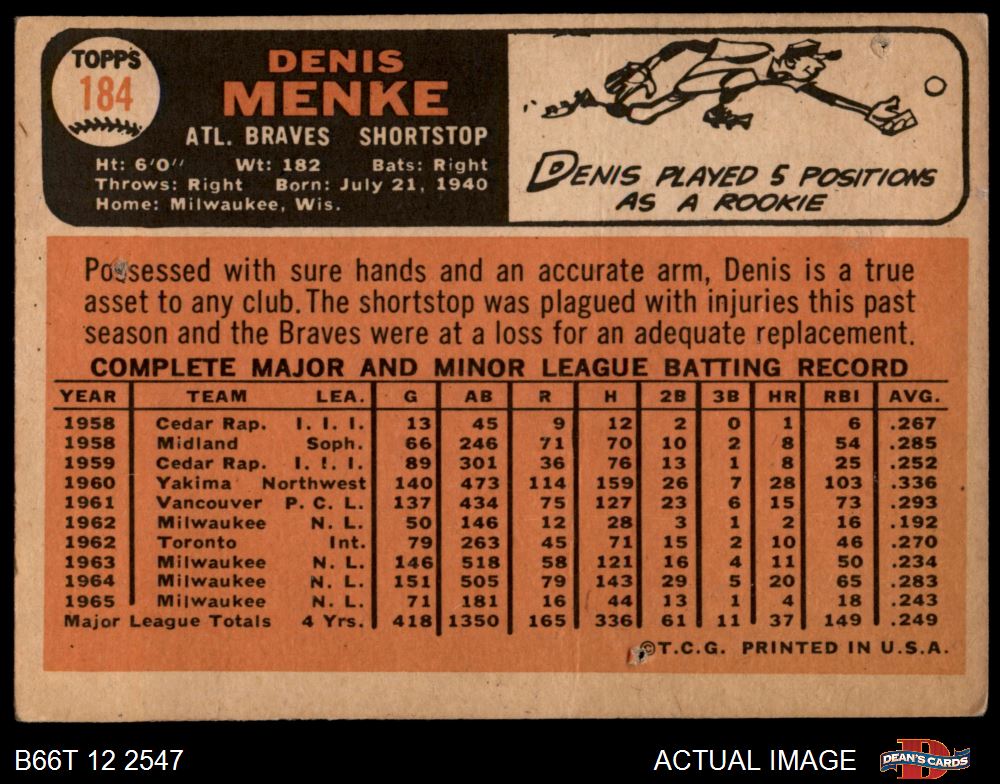 TOPPS
184
DENIS
MENKE
ATL. BRAVES SHORTSTOP
Ht: 6'0" Wt: 182 Bats: Right
Throws: Right Born: July 21, 1940
Home: Milwaukee, Wis.
DENIS PLAYED 5 POSITIONS
AS A ROOKIE
Possessed with sure hands and an accurate arm, Denis is a true
asset to any club. The shortstop was plagued with injuries this past
season and the Braves were at a loss for an adequate replacement.
COMPLETE MAJOR AND MINOR LEAGUE BATTING RECORD
YEAR TEAM LEA. G AB R H 2B 3B HR RBI AVG.
1958 Cedar Rap. I. I. I. 13 45 9 12 2 0 1 6 .267
1958 Midland Soph. 66 246 71 70 10 2 8 54 .285
1959 Cedar Rap. I. I. I. 89 301 36 76 13 1 8 25 .252
1960 Yakima Northwest 140 473 114 159 26 7 28 103 .336
1961 Vancouver P. C. L. 137 434 75 127 23 6 15 73 .293
1962 Milwaukee N. L. 50 146 12 28 3 1 2 16 .192
1962 Toronto Int. 79 263 45 71 15 2 10 46 .270
1963 Milwaukee N. L. 146 518 58 121 16 4 11 50 .234
1964 Milwaukee N. L. 151 505 79 143 29 5 20 65 .283
1965 Milwaukee N. L. 71 181 16 44 13 1 4 18 .243
Major League Totals 4 Yrs. 418 1350 165 336 61 11 37 149 .249
©T.C.G. PRINTED IN U.S.A.
B66T 12 2547 ACTUAL IMAGE DEAN'S CARDS